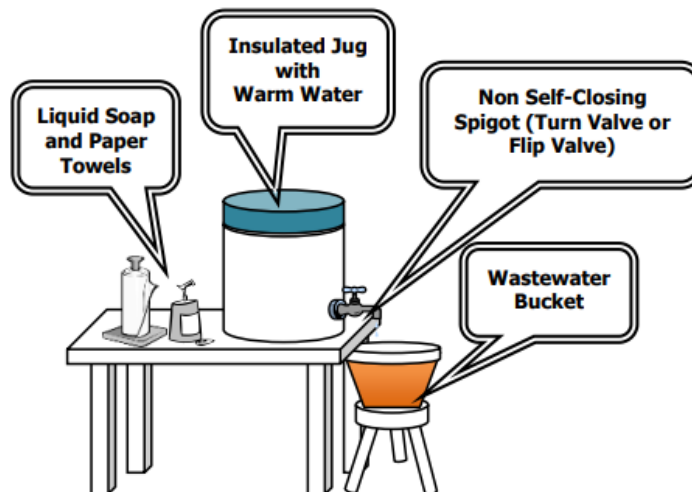 Insulated Jug
with
Warm Water
Liquid Soap
and Paper
Towels
Non Self-Closing
Spigot (Turn Valve or
Flip Valve)
Wastewater
Bucket